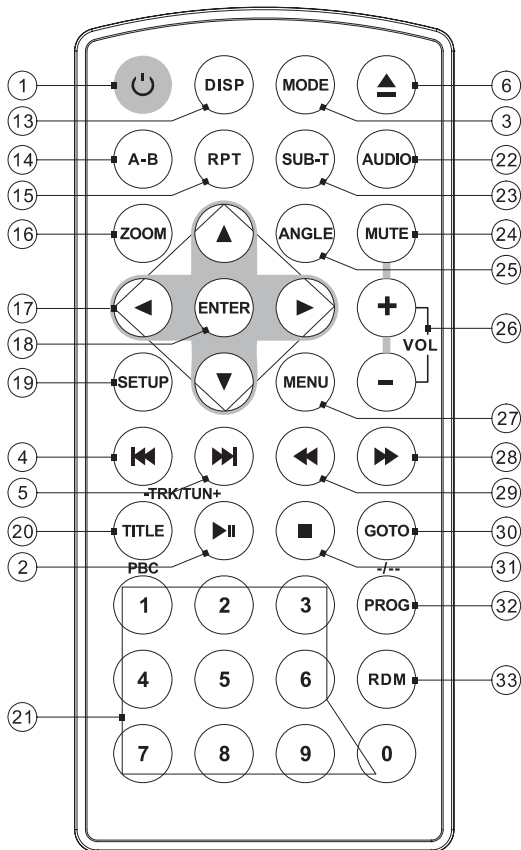 1 DISP MODE 6
13 3
14 A-B RPT SUB-T AUDIO 22
15 23
16 ZOOM ANGLE MUTE 24
25
17 ENTER + 26
18 VOL
19 SETUP MENU -
27
4 28
5 -TRK/TUN+ 29
20 TITLE GOTO 30
2 PBC -/-- 31
1 2 3 PROG 32
4 5 6 RDM 33
21
7 8 9 0